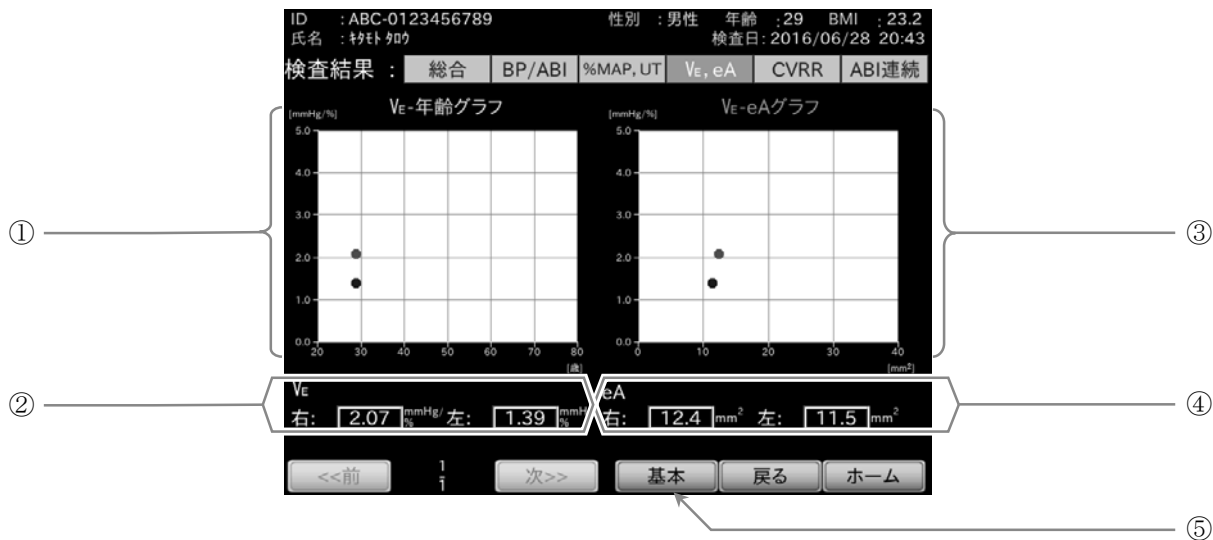 ID : ABC-0123456789 性別 : 男性 年齢 : 29 BMI : 23.2
氏名 : ｷﾀﾓﾄ ﾀﾛｳ 検査日 : 2016/06/28 20:43
検査結果 : 総合 BP/ABI %MAP, UT VE, eA CVRR ABI連続
VE-年齢グラフ VE-eAグラフ
[mmHg/%] [mmHg/%]
5.0 5.0
4.0 4.0
3.0 3.0
① ③
2.0 2.0
1.0 1.0
0.0 0.0
20 30 40 50 60 70 80 0 10 20 30 40
[歳] [mm²]
VE eA
② ④
右: 2.07 mmHg/% 左: 1.39 mmH% 右: 12.4 mm² 左: 11.5 mm²
<<前 1/1 次>> 基本 戻る ホーム
⑤